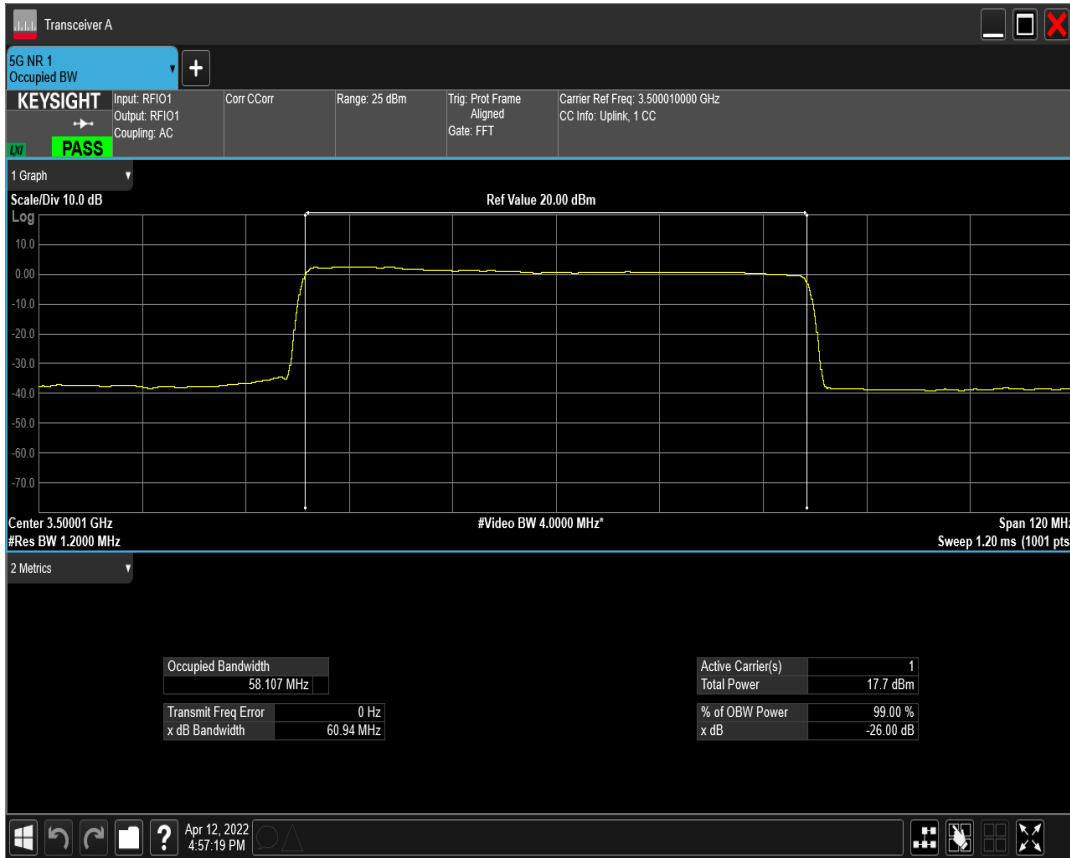 Transceiver A
5G NR 1
Occupied BW
+
KEYSIGHT
LXI
PASS
Input: RFIO1
Output: RFIO1
Coupling: AC
Corr CCorr
Range: 25 dBm
Trig: Prot Frame
Aligned
Gate: FFT
Carrier Ref Freq: 3.500010000 GHz
CC Info: Uplink, 1 CC
1 Graph
Scale/Div 10.0 dB
Ref Value 20.00 dBm
Log
10.0
0.00
-10.0
-20.0
-30.0
-40.0
-50.0
-60.0
-70.0
Center 3.50001 GHz
#Video BW 4.0000 MHz*
Span 120 MHz
#Res BW 1.2000 MHz
Sweep 1.20 ms (1001 pts
2 Metrics
Occupied Bandwidth
58.107 MHz
Transmit Freq Error 0 Hz
x dB Bandwidth 60.94 MHz
Active Carrier(s) 1
Total Power 17.7 dBm
% of OBW Power 99.00 %
x dB -26.00 dB
?
Apr 12, 2022
4:57:19 PM